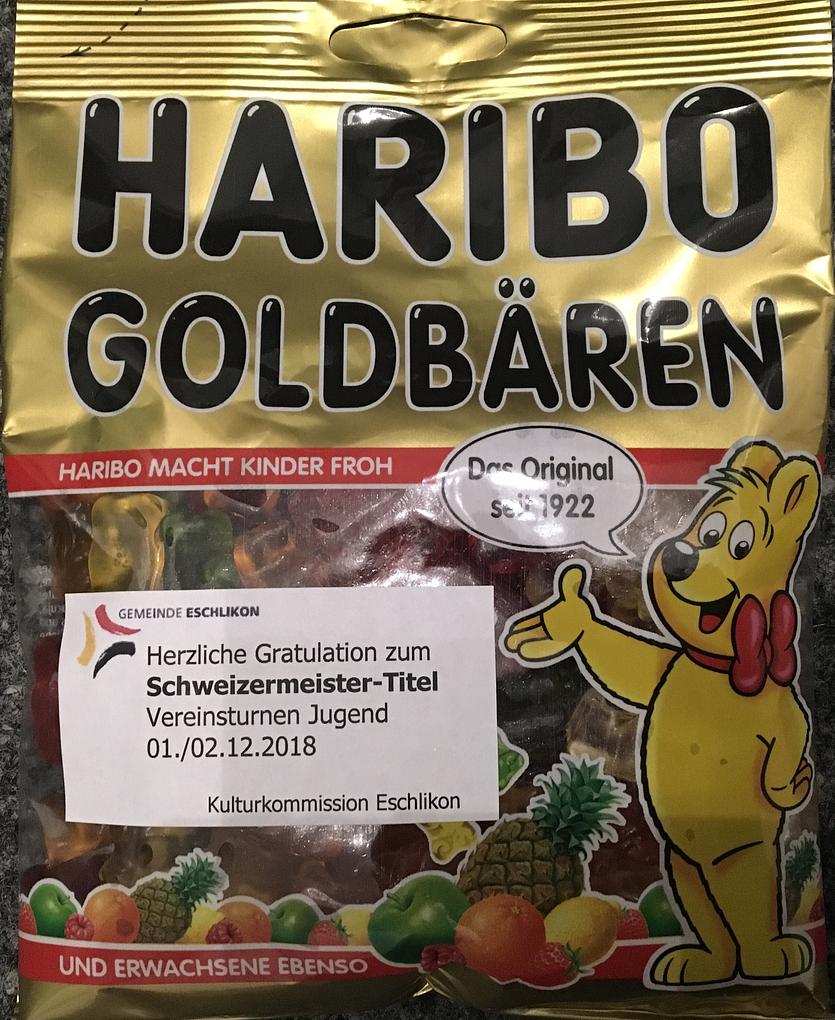 HARIBO
GOLDBÄREN
HARIBO MACHT KINDER FROH
Das Original
seit 1922
GEMEINDE ESCHLIKON
Herzliche Gratulation zum
Schweizermeister-Titel
Vereinsturnen Jugend
01./02.12.2018
Kulturkommission Eschlikon
UND ERWACHSENE EBENSO